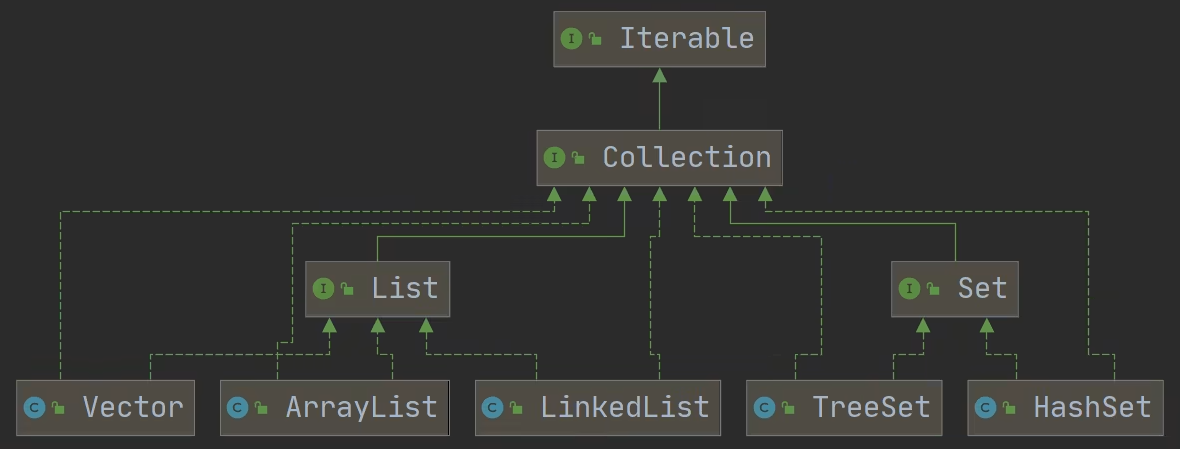 I Iterable
I Collection
I List
I Set
C Vector
C ArrayList
C LinkedList
C TreeSet
C HashSet